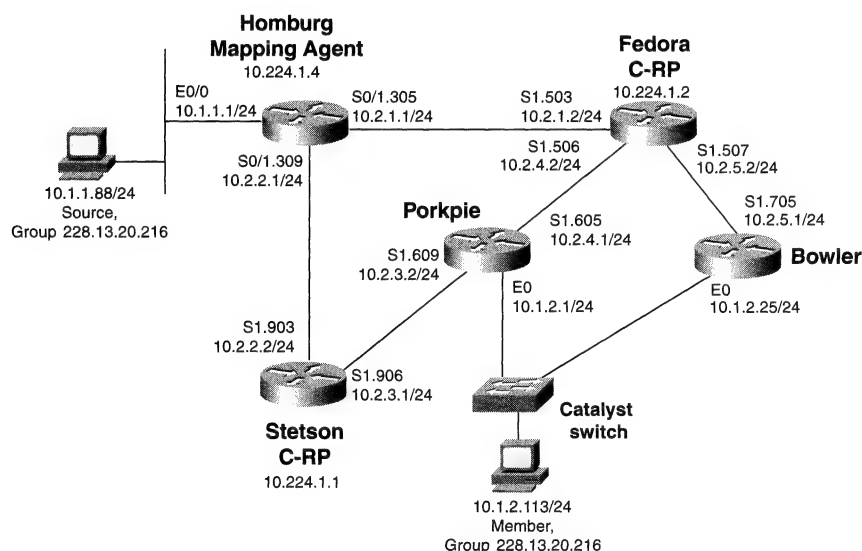 Homburg
Mapping Agent
10.224.1.4
Fedora
C-RP
10.224.1.2
E0/0
10.1.1.1/24
S0/1.305
10.2.1.1/24
S1.503
10.2.1.2/24
S0/1.309
10.2.2.1/24
S1.506
10.2.4.2/24
S1.507
10.2.5.2/24
10.1.1.88/24
Source,
Group 228.13.20.216
Porkpie
S1.605
10.2.4.1/24
S1.705
10.2.5.1/24
Bowler
S1.609
10.2.3.2/24
E0
10.1.2.1/24
E0
10.1.2.25/24
S1.903
10.2.2.2/24
S1.906
10.2.3.1/24
Stetson
C-RP
10.224.1.1
Catalyst
switch
10.1.2.113/24
Member,
Group 228.13.20.216